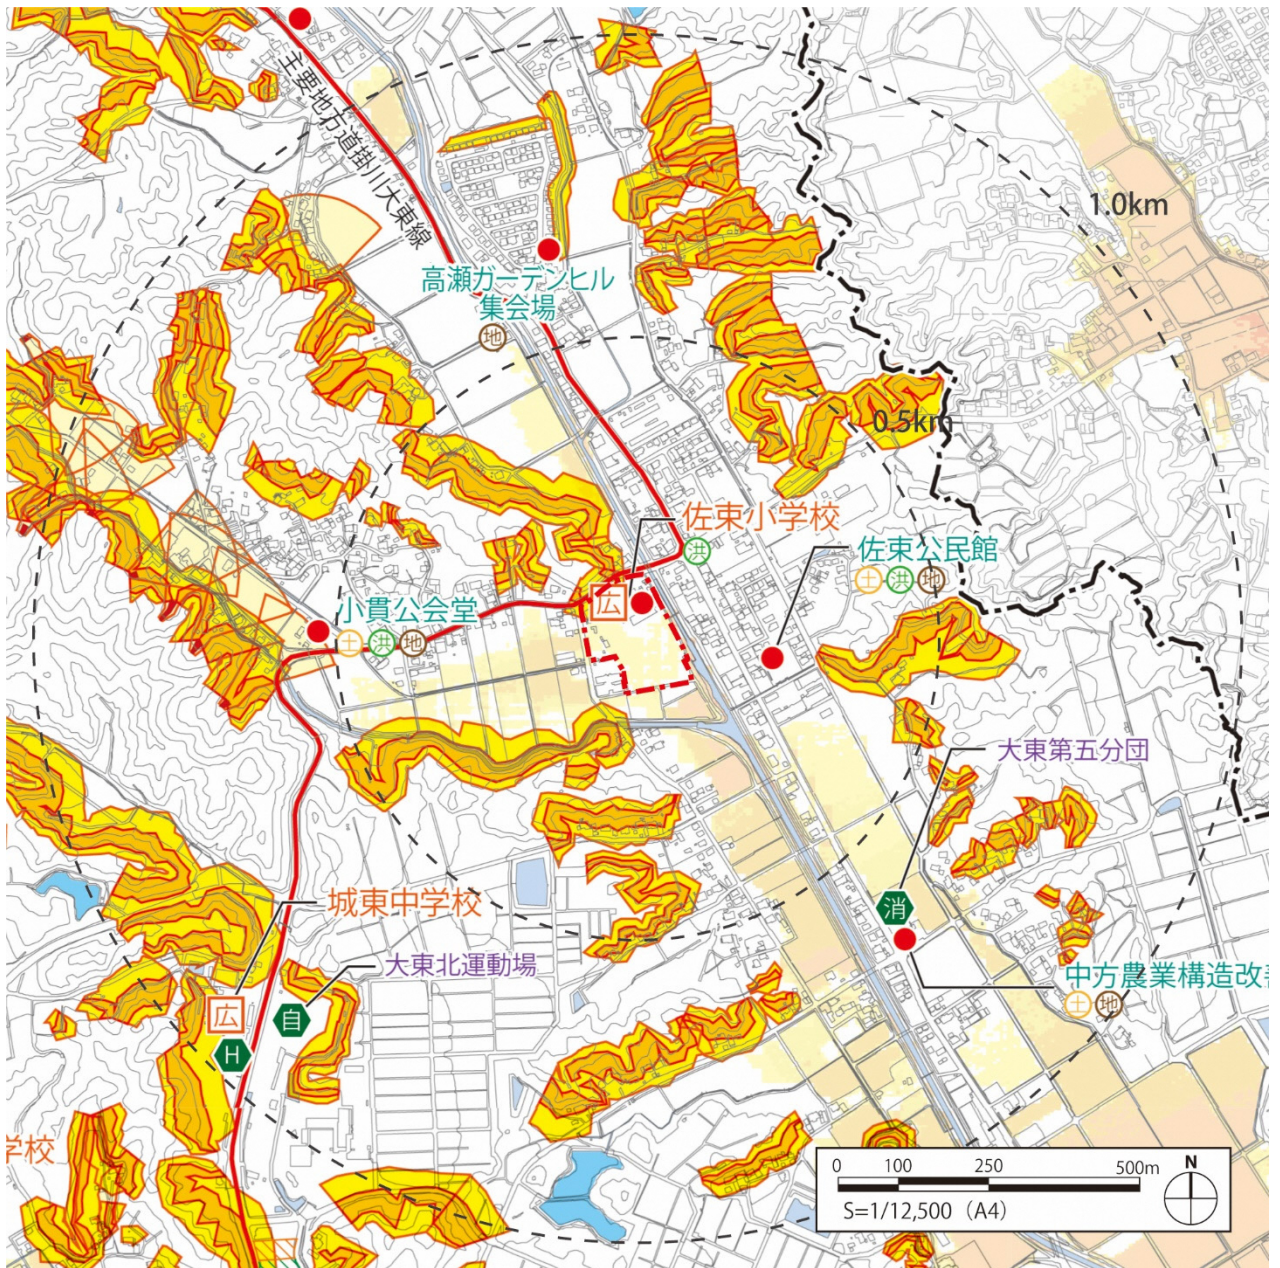 主要地方道掛川大東線
1.0km
高瀬ガーデンヒル
集会場
地
0.5km
佐束小学校
洪
佐束公民館
土 洪 地
広
小貫公会堂
土 洪 地
大東第五分団
消
城東中学校
大東北運動場
中方農業構造改善
土 地
広
自
H
学校
0 100 250 500m
S=1/12,500（A4）
N